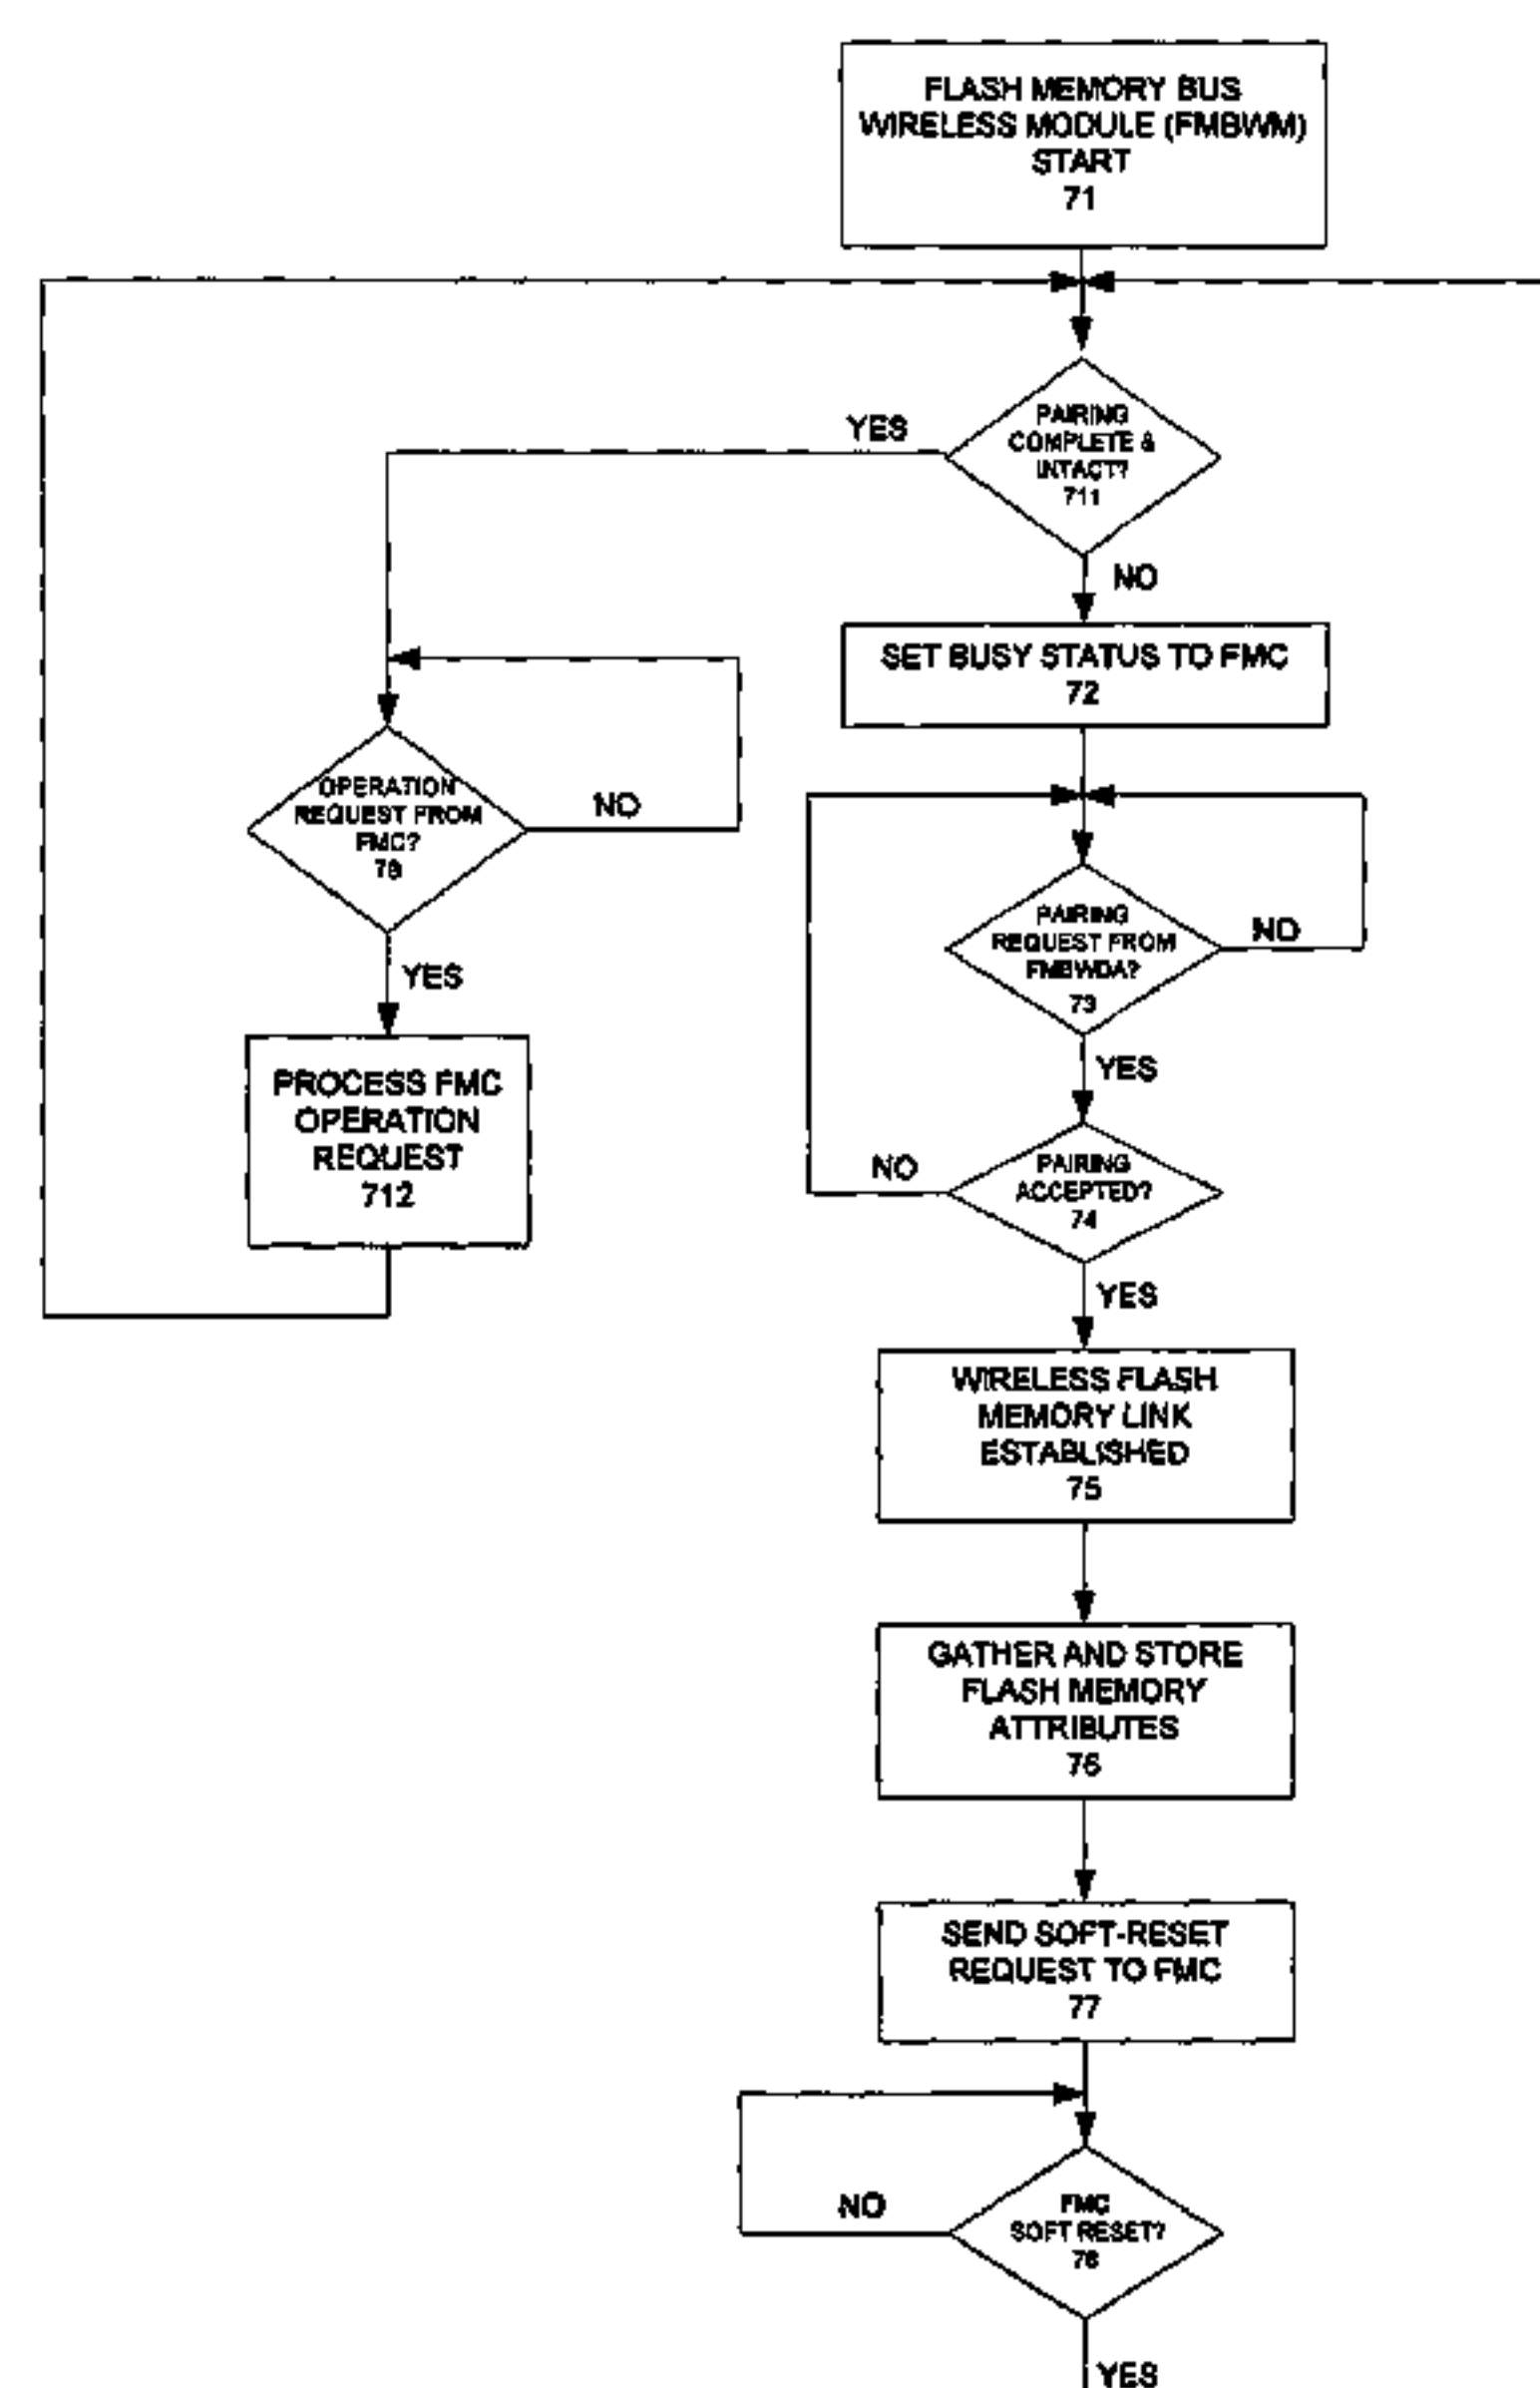 FLASH MEMORY BUS
WIRELESS MODULE (FMBWM)
START
71
PAIRING
COMPLETE &
INTACT?
711
YES
NO
SET BUSY STATUS TO FMC
72
OPERATION
REQUEST FROM
FMC?
NO
YES
PROCESS FMC
OPERATION
REQUEST
712
PAIRING
REQUEST FROM
FMBWDA?
73
NO
YES
PAIRING
ACCEPTED?
74
NO
YES
WIRELESS FLASH
MEMORY LINK
ESTABLISHED
75
GATHER AND STORE
FLASH MEMORY
ATTRIBUTES
76
SEND SOFT-RESET
REQUEST TO FMC
77
FMC
SOFT RESET?
NO
YES